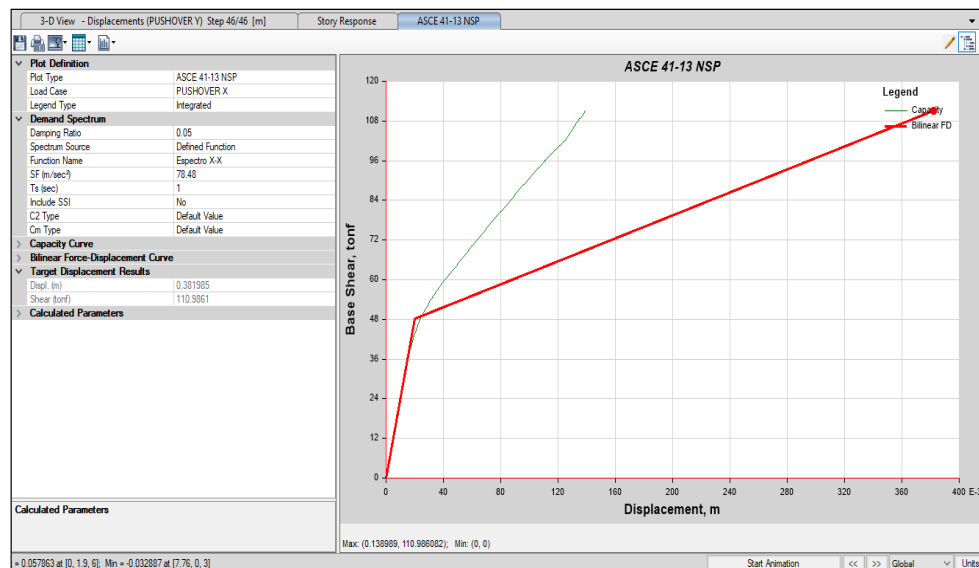 3-D View - Displacements (PUSHOVER Y) Step 46/46 [m]
Story Response
ASCE 41-13 NSP
Plot Definition
Plot Type ASCE 41-13 NSP
Load Case PUSHOVER X
Legend Type Integrated
Demand Spectrum
Damping Ratio 0.05
Spectrum Source Defined Function
Function Name Espectro X-X
SF (m/sec²) 78.48
Ts (sec) 1
Include SSI No
C2 Type Default Value
Cm Type Default Value
Capacity Curve
Bilinear Force-Displacement Curve
Target Displacement Results
Displ. (m) 0.381985
Shear (tonf) 110.9861
Calculated Parameters
Calculated Parameters
ASCE 41-13 NSP
Legend
Capacity
Bilinear FD
Base Shear, tonf
120
108
96
84
72
60
48
36
24
12
0
0 40 80 120 160 200 240 280 320 360 400 E-3
Displacement, m
Max: (0.138989, 110.986082); Min: (0, 0)
= 0.057863 at [0, 1.9, 6]; Min = -0.032887 at [7.76, 0, 3]
Start Animation
<< >>
Global
Units